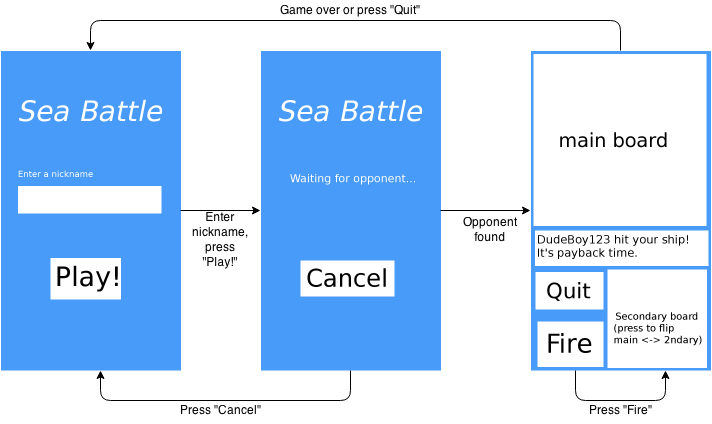 Game over or press "Quit"
Sea Battle
Enter a nickname
Play!
Enter
nickname,
press
"Play!"
Sea Battle
Waiting for opponent...
Cancel
Opponent
found
main board
DudeBoy123 hit your ship!
It's payback time.
Quit
Fire
Secondary board
(press to flip
main <-> 2ndary)
Press "Cancel"
Press "Fire"